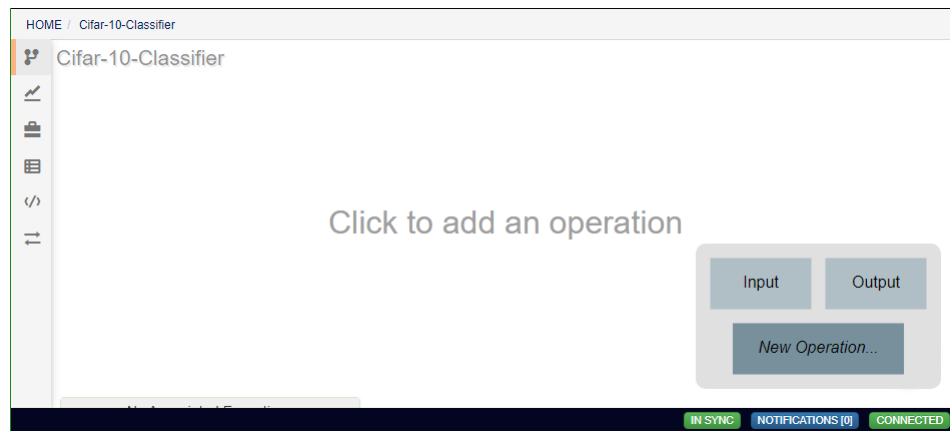 HOME / Cifar-10-Classifier
Cifar-10-Classifier
Click to add an operation
Input
Output
New Operation...
IN SYNC
NOTIFICATIONS [0]
CONNECTED